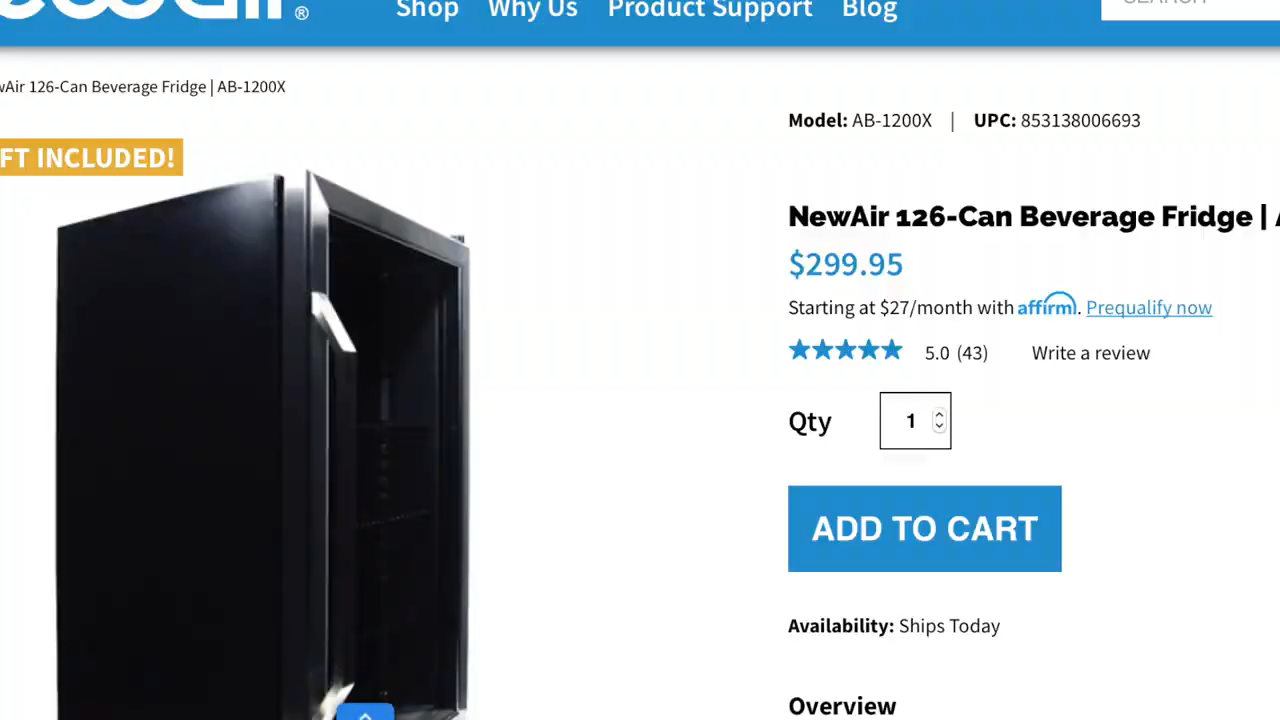 Shop Why Us Product Support Blog
126-Can Beverage Fridge | AB-1200X
Model: AB-1200X | UPC: 853138006693
INCLUDED!
NewAir 126-Can Beverage Fridge |
$299.95
Starting at $27/month with affirm. Prequalify now
5.0 (43) Write a review
Qty 1
ADD TO CART
Availability: Ships Today
Overview